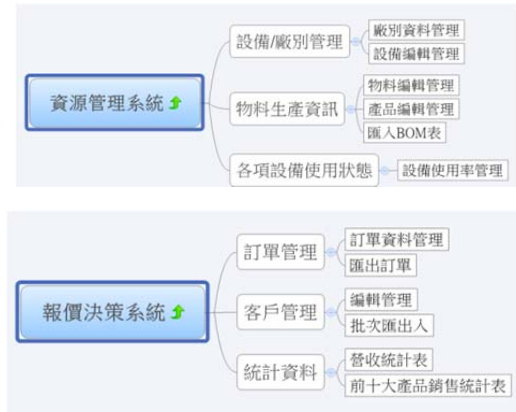 資源管理系統
設備/廠別管理
廠別資料管理
設備編輯管理
物料生產資訊
物料編輯管理
產品編輯管理
匯入BOM表
各項設備使用狀態
設備使用率管理
報價決策系統
訂單管理
訂單資料管理
匯出訂單
客戶管理
編輯管理
批次匯出入
統計資料
營收統計表
前十大產品銷售統計表